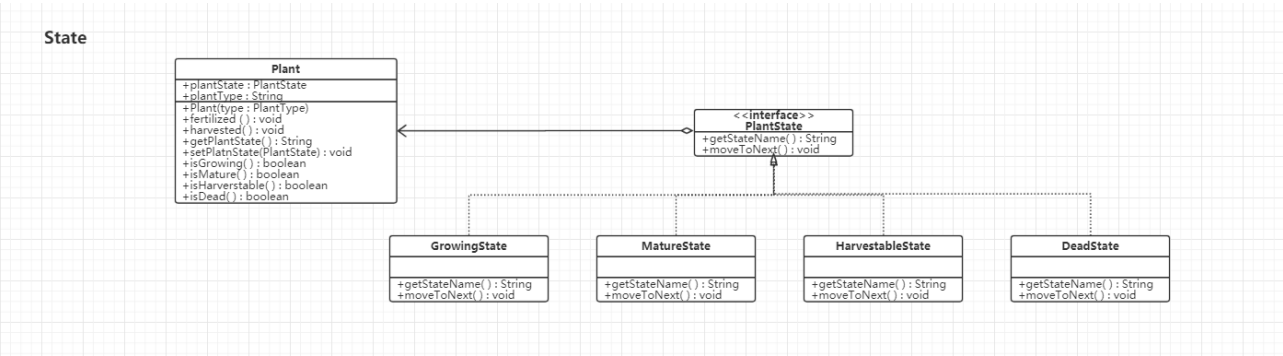 State
Plant
+plantState : PlantState
+plantType : String
+Plant(type : PlantType)
+fertilized ( ) : void
+harvested( ) : void
+getPlantState( ) : String
+setPlatnState(PlantState) : void
+isGrowing( ) : boolean
+isMature( ) : boolean
+isHarverstable( ) : boolean
+isDead( ) : boolean
<<interface>>
PlantState
+getStateName( ) : String
+moveToNext( ) : void
GrowingState
+getStateName( ) : String
+moveToNext( ) : void
MatureState
+getStateName( ) : String
+moveToNext( ) : void
HarvestableState
+getStateName( ) : String
+moveToNext( ) : void
DeadState
+getStateName( ) : String
+moveToNext( ) : void